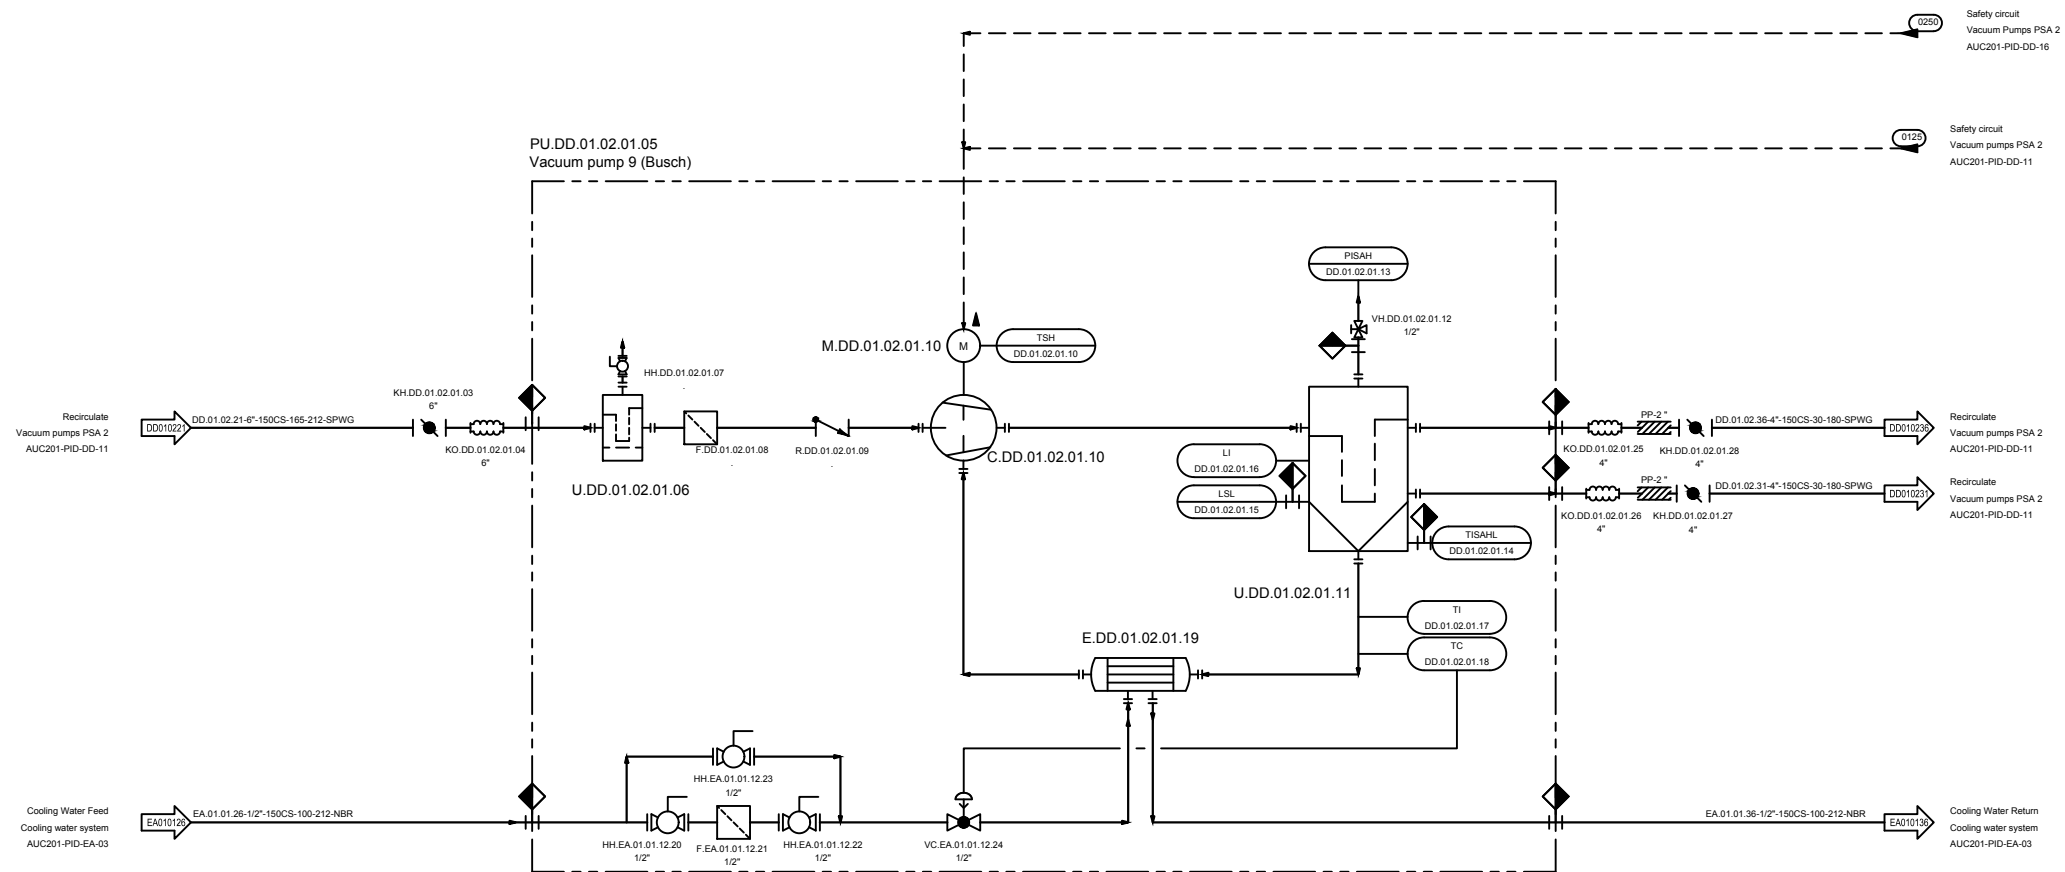 0250
Safety circuit
Vacuum Pumps PSA 2
AUC201-PID-DD-16
0125
Safety circuit
Vacuum pumps PSA 2
AUC201-PID-DD-11
PU.DD.01.02.01.05
Vacuum pump 9 (Busch)
PISAH
DD.01.02.01.13
VH.DD.01.02.01.12
1/2"
M.DD.01.02.01.10
M
TSH
DD.01.02.01.10
HH.DD.01.02.01.07
.
KH.DD.01.02.01.03
6"
Recirculate
Vacuum pumps PSA 2
AUC201-PID-DD-11
DD010221
DD.01.02.21-6"-150CS-165-212-SPWG
KO.DD.01.02.01.04
6"
F.DD.01.02.01.08
.
R.DD.01.02.01.09
.
C.DD.01.02.01.10
U.DD.01.02.01.06
LI
DD.01.02.01.16
LSL
DD.01.02.01.15
PP-2 "
DD.01.02.36-4"-150CS-30-180-SPWG
DD010236
Recirculate
Vacuum pumps PSA 2
AUC201-PID-DD-11
KO.DD.01.02.01.25
4"
KH.DD.01.02.01.28
4"
PP-2 "
DD.01.02.31-4"-150CS-30-180-SPWG
DD010231
Recirculate
Vacuum pumps PSA 2
AUC201-PID-DD-11
KO.DD.01.02.01.26
4"
KH.DD.01.02.01.27
4"
TISAHL
DD.01.02.01.14
U.DD.01.02.01.11
TI
DD.01.02.01.17
TC
DD.01.02.01.18
E.DD.01.02.01.19
HH.EA.01.01.12.23
1/2"
Cooling Water Feed
Cooling water system
AUC201-PID-EA-03
EA010126
EA.01.01.26-1/2"-150CS-100-212-NBR
HH.EA.01.01.12.20
1/2"
F.EA.01.01.12.21
1/2"
HH.EA.01.01.12.22
1/2"
VC.EA.01.01.12.24
1/2"
EA.01.01.36-1/2"-150CS-100-212-NBR
EA010136
Cooling Water Return
Cooling water system
AUC201-PID-EA-03